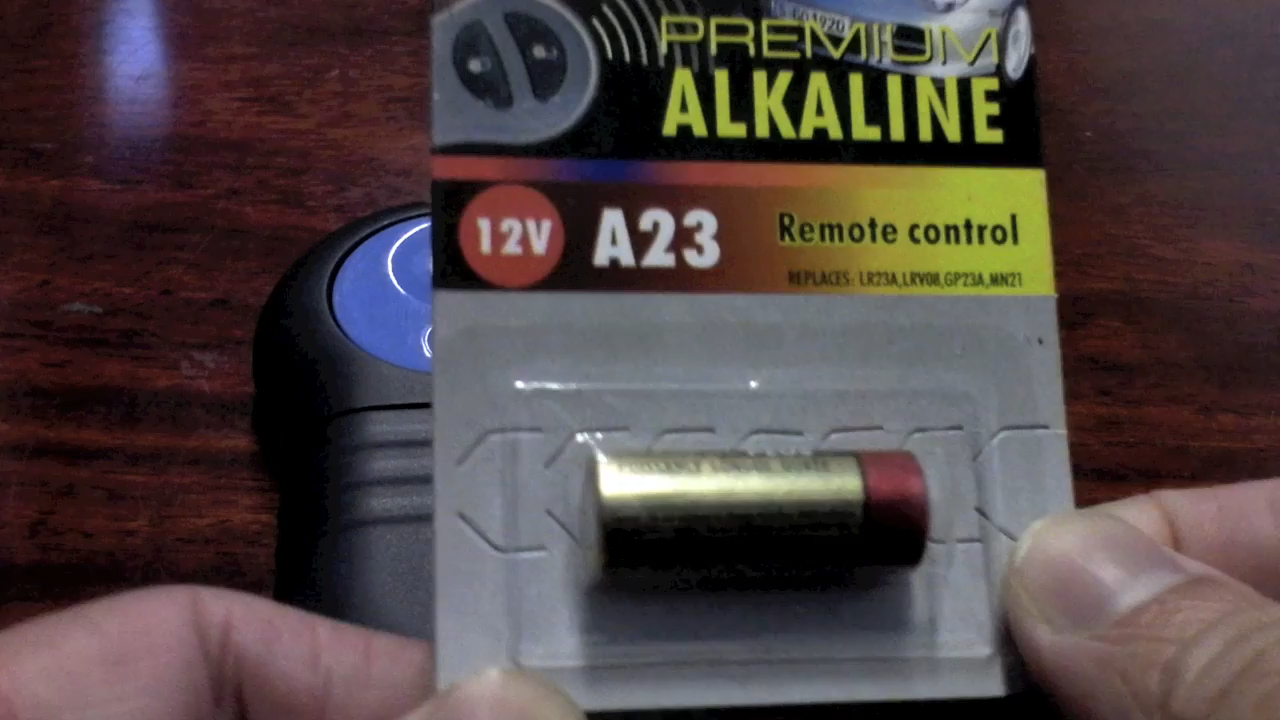 PREMIUM
ALKALINE
12V A23 Remote control
REPLACES: LR23A,LRV08,GP23A,MN21